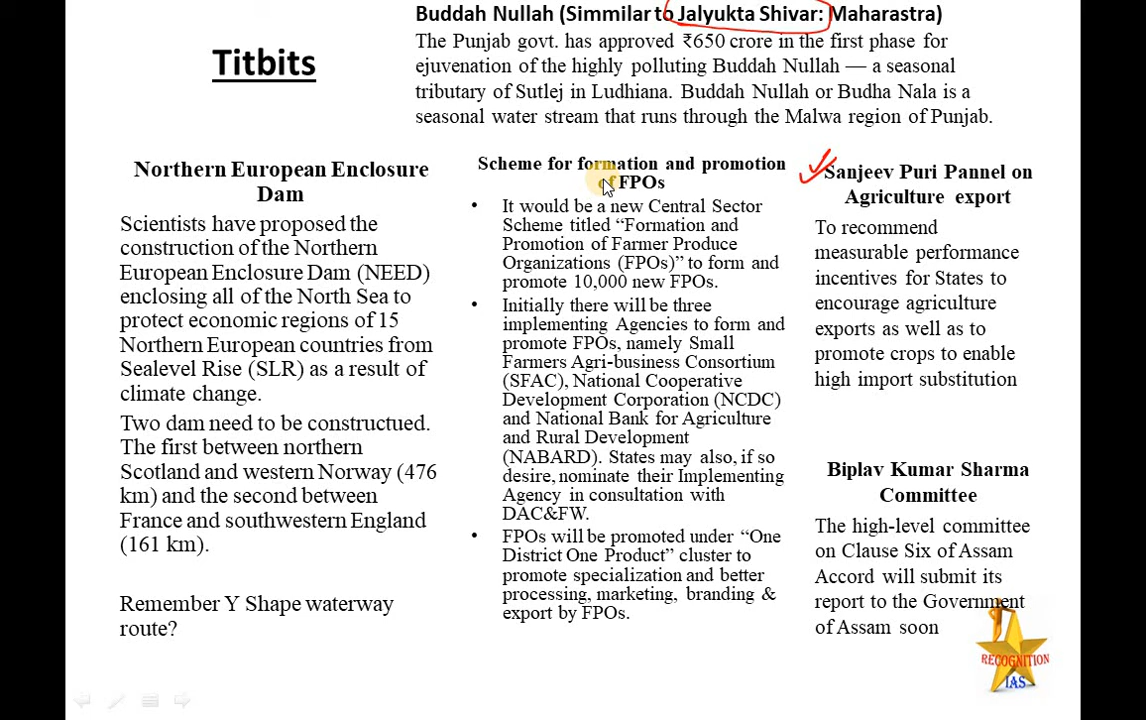 Titbits
Buddah Nullah (Simmilar to Jalyukta Shivar: Maharastra)
The Punjab govt. has approved ₹650 crore in the first phase for
ejuvenation of the highly polluting Buddah Nullah — a seasonal
tributary of Sutlej in Ludhiana. Buddah Nullah or Budha Nala is a
seasonal water stream that runs through the Malwa region of Punjab.
Northern European Enclosure
Dam
Scientists have proposed the
construction of the Northern
European Enclosure Dam (NEED)
enclosing all of the North Sea to
protect economic regions of 15
Northern European countries from
Sealevel Rise (SLR) as a result of
climate change.
Two dam need to be constructued.
The first between northern
Scotland and western Norway (476
km) and the second between
France and southwestern England
(161 km).
Remember Y Shape waterway
route?
Scheme for formation and promotion
of FPOs
• It would be a new Central Sector
Scheme titled “Formation and
Promotion of Farmer Produce
Organizations (FPOs)” to form and
promote 10,000 new FPOs.
• Initially there will be three
implementing Agencies to form and
promote FPOs, namely Small
Farmers Agri-business Consortium
(SFAC), National Cooperative
Development Corporation (NCDC)
and National Bank for Agriculture
and Rural Development
(NABARD). States may also, if so
desire, nominate their Implementing
Agency in consultation with
DAC&FW.
• FPOs will be promoted under “One
District One Product” cluster to
promote specialization and better
processing, marketing, branding &
export by FPOs.
Sanjeev Puri Pannel on
Agriculture export
To recommend
measurable performance
incentives for States to
encourage agriculture
exports as well as to
promote crops to enable
high import substitution
Biplav Kumar Sharma
Committee
The high-level committee
on Clause Six of Assam
Accord will submit its
report to the Government
of Assam soon
RECOGNITION
IAS